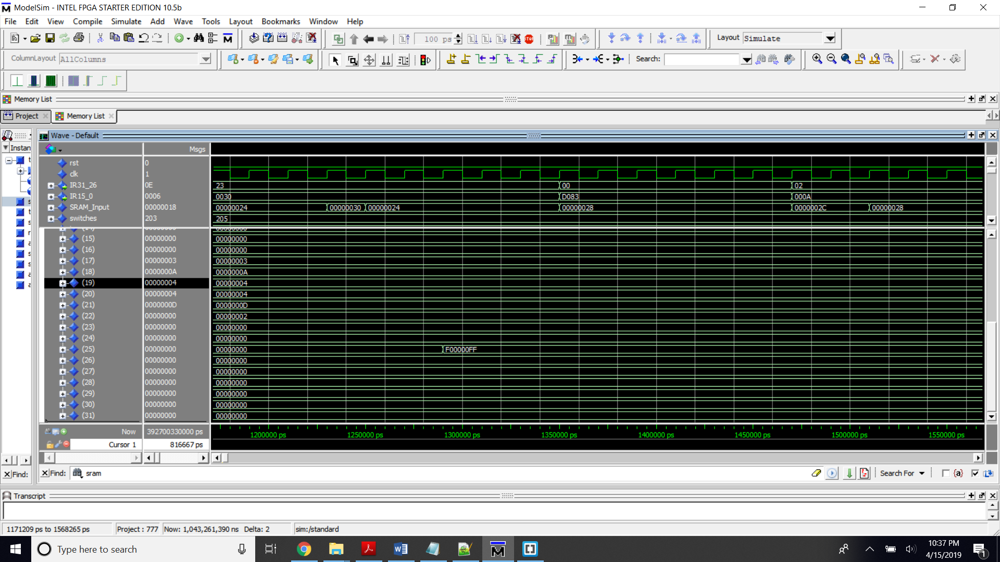 ModelSim - INTEL FPGA STARTER EDITION 10.5b
File Edit View Compile Simulate Add Wave Tools Layout Bookmarks Window Help
100 ps Layout Simulate
ColumnLayout AllColumns Search:
Memory List
Project Memory List
Wave - Default
Instan
Msgs
rst 0
clk 1
IR31_26 0E 23 00 02
IR15_0 0006 0030 D083 000A
SRAM_Input 00000018 00000024 00000030 00000024 00000028 0000002C 00000028
switches 203 205
(15) 00000000 00000000
(16) 00000000 00000000
(17) 00000003 00000003
(18) 0000000A 0000000A
(19) 00000004 00000004
(20) 00000004 00000004
(21) 0000000D 0000000D
(22) 00000000 00000002
(23) 00000000 00000000
(24) 00000000 00000000
(25) 00000000 00000000 F00000FF
(26) 00000000 00000000
(27) 00000000 00000000
(28) 00000000 00000000
(29) 00000000 00000000
(30) 00000000 00000000
(31) 00000000 00000000
Now 392700330000 ps 1200000 ps 1250000 ps 1300000 ps 1350000 ps 1400000 ps 1450000 ps 1500000 ps 1550000 ps
Cursor 1 816667 ps
Find: Find: sram Search For {a}
Transcript
1171209 ps to 1568265 ps Project : 777 Now: 1,043,261,390 ns Delta: 2 sim:/standard
Type here to search
10:37 PM
4/15/2019
1